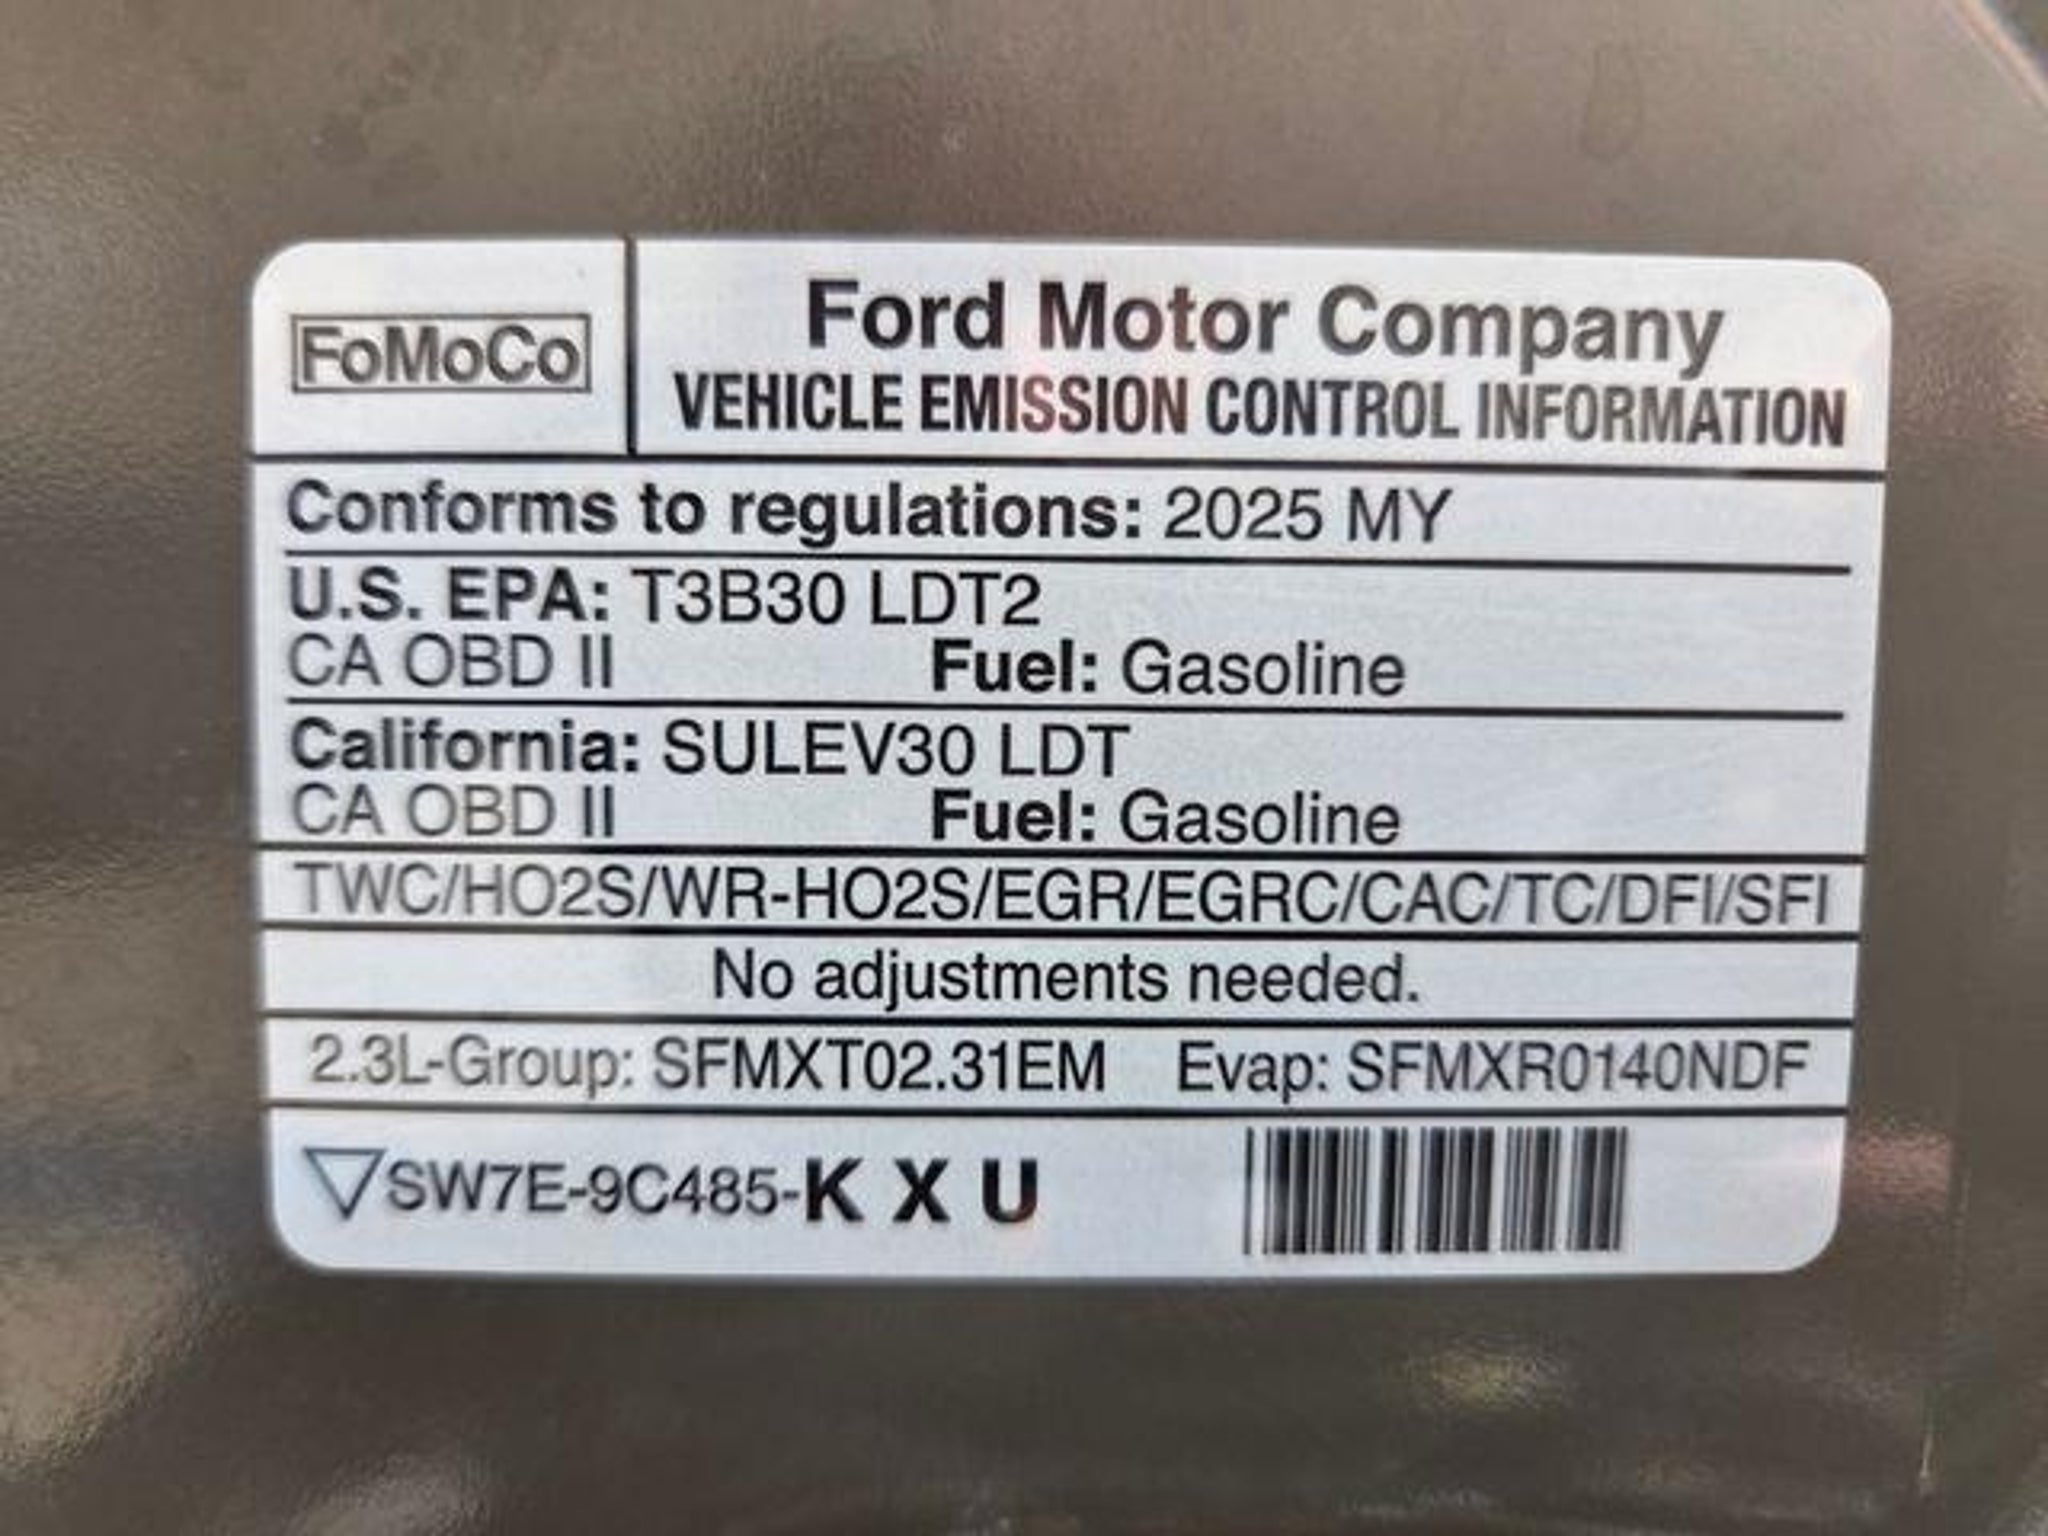 FoMoCo
Ford Motor Company
VEHICLE EMISSION CONTROL INFORMATION
Conforms to regulations: 2025 MY
U.S. EPA: T3B30 LDT2
CA OBD II Fuel: Gasoline
California: SULEV30 LDT
CA OBD II Fuel: Gasoline
TWC/HO2S/WR-HO2S/EGR/EGRC/CAC/TC/DFI/SFI
No adjustments needed.
2.3L-Group: SFMXT02.31EM Evap: SFMXR0140NDF
SW7E-9C485-K X U